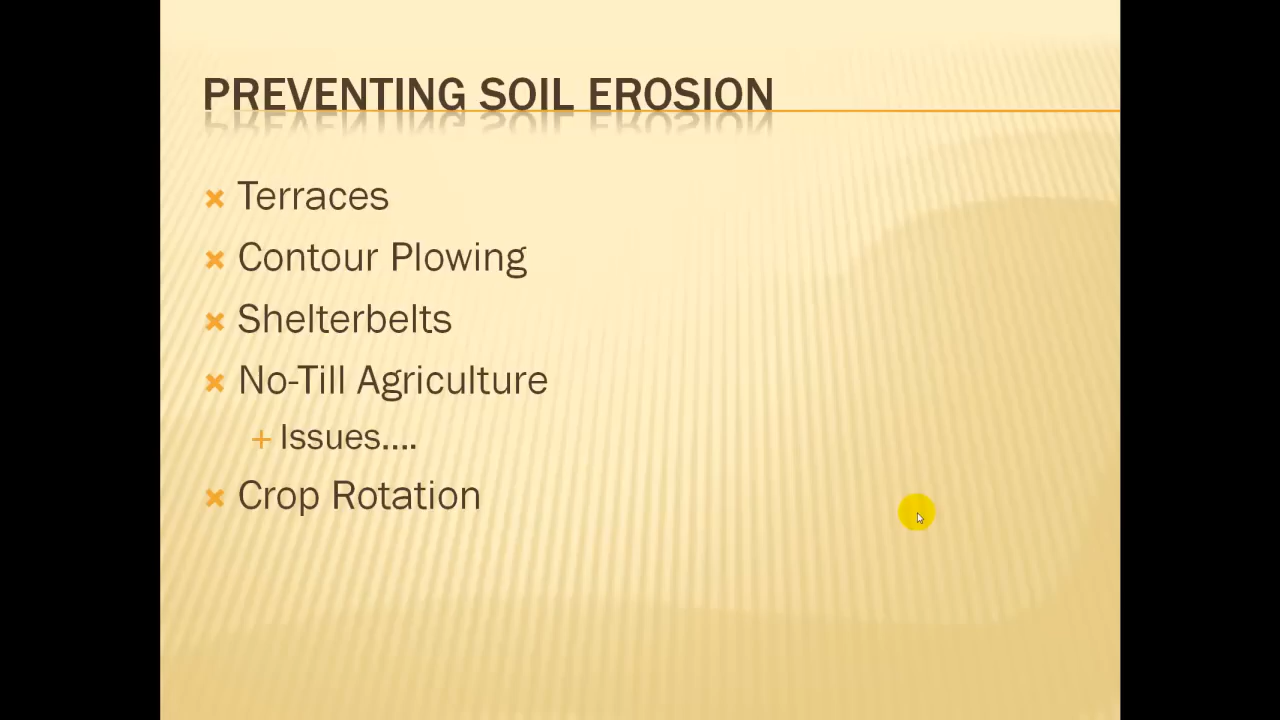 PREVENTING SOIL EROSION
Terraces
Contour Plowing
Shelterbelts
No-Till Agriculture
Issues....
Crop Rotation